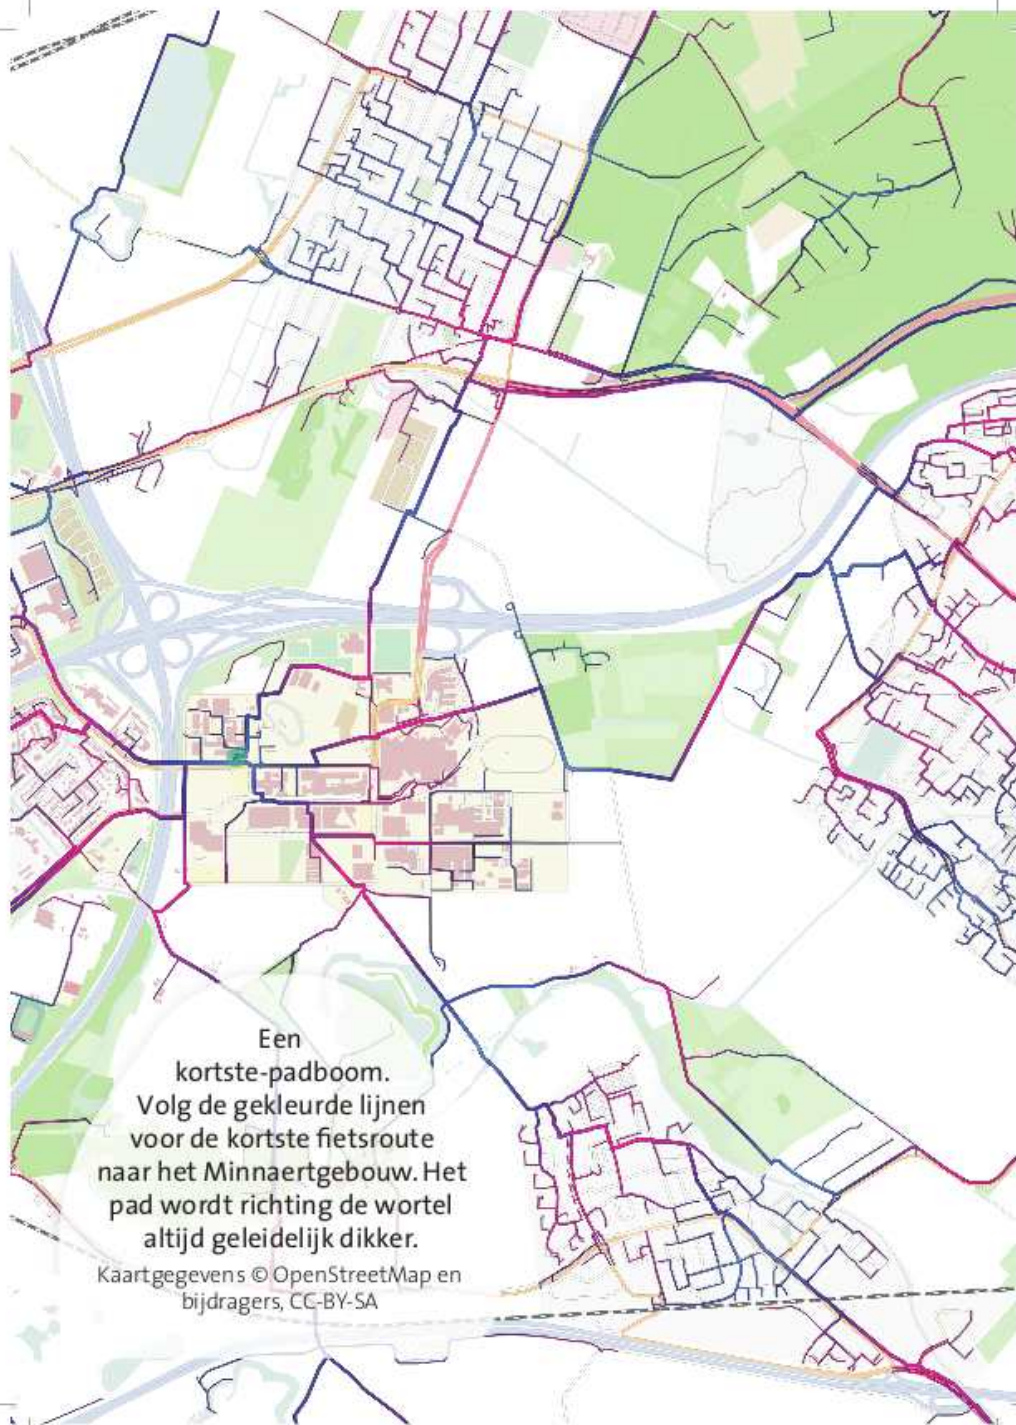 Een
kortste-padboom.
Volg de gekleurde lijnen
voor de kortste fietsroute
naar het Minnaertgebouw. Het
pad wordt richting de wortel
altijd geleidelijk dikker.
Kaartgegevens © OpenStreetMap en
bijdragers, CC-BY-SA